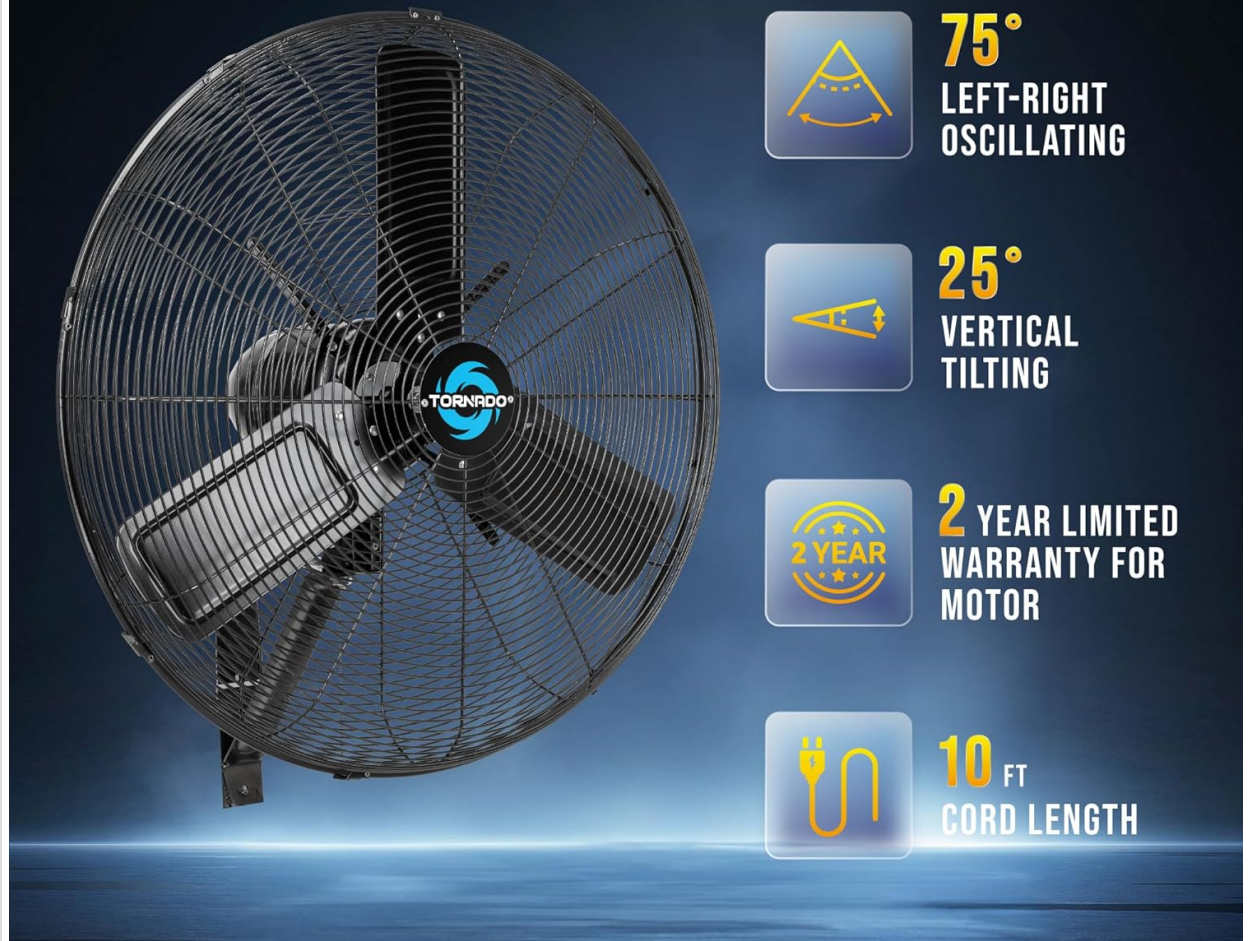 75°
LEFT-RIGHT
OSCILLATING
TORNADO®
25°
VERTICAL
TILTING
2 YEAR
2 YEAR LIMITED
WARRANTY FOR
MOTOR
10 FT
CORD LENGTH